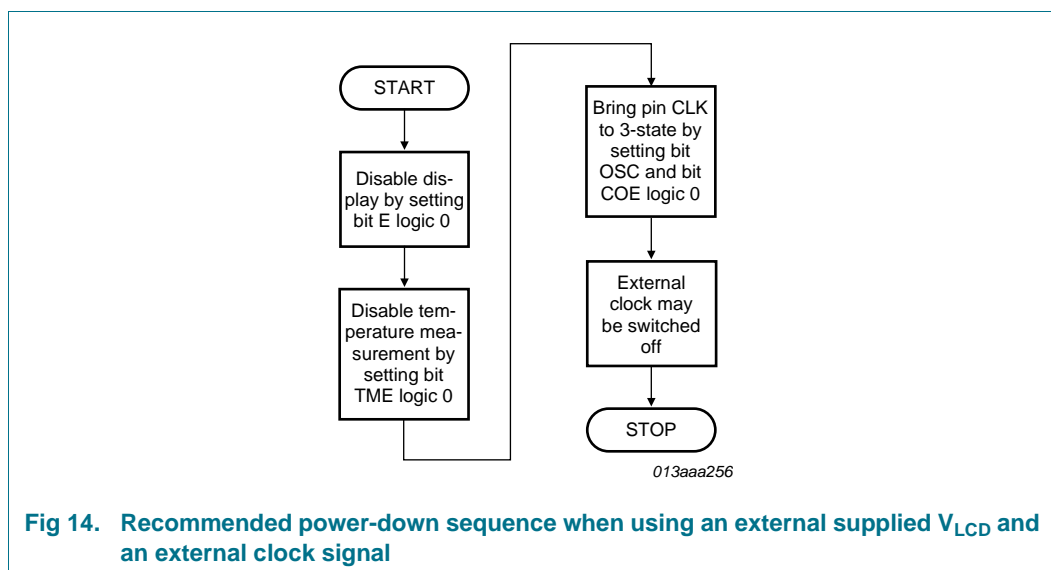 START
Disable dis-
play by setting
bit E logic 0
Disable tem-
perature mea-
surement by
setting bit
TME logic 0
Bring pin CLK
to 3-state by
setting bit
OSC and bit
COE logic 0
External
clock may
be switched
off
STOP
013aaa256
Fig 14. Recommended power-down sequence when using an external supplied VLCD and
an external clock signal